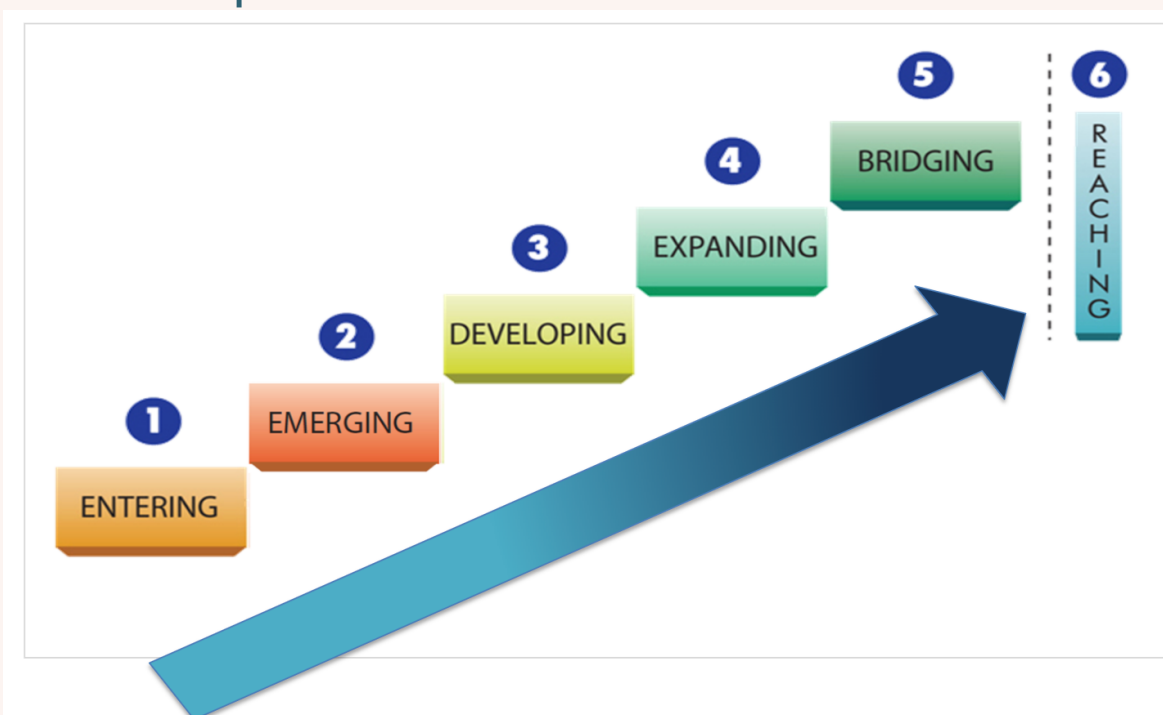 1
ENTERING
2
EMERGING
3
DEVELOPING
4
EXPANDING
5
BRIDGING
6
REACHING